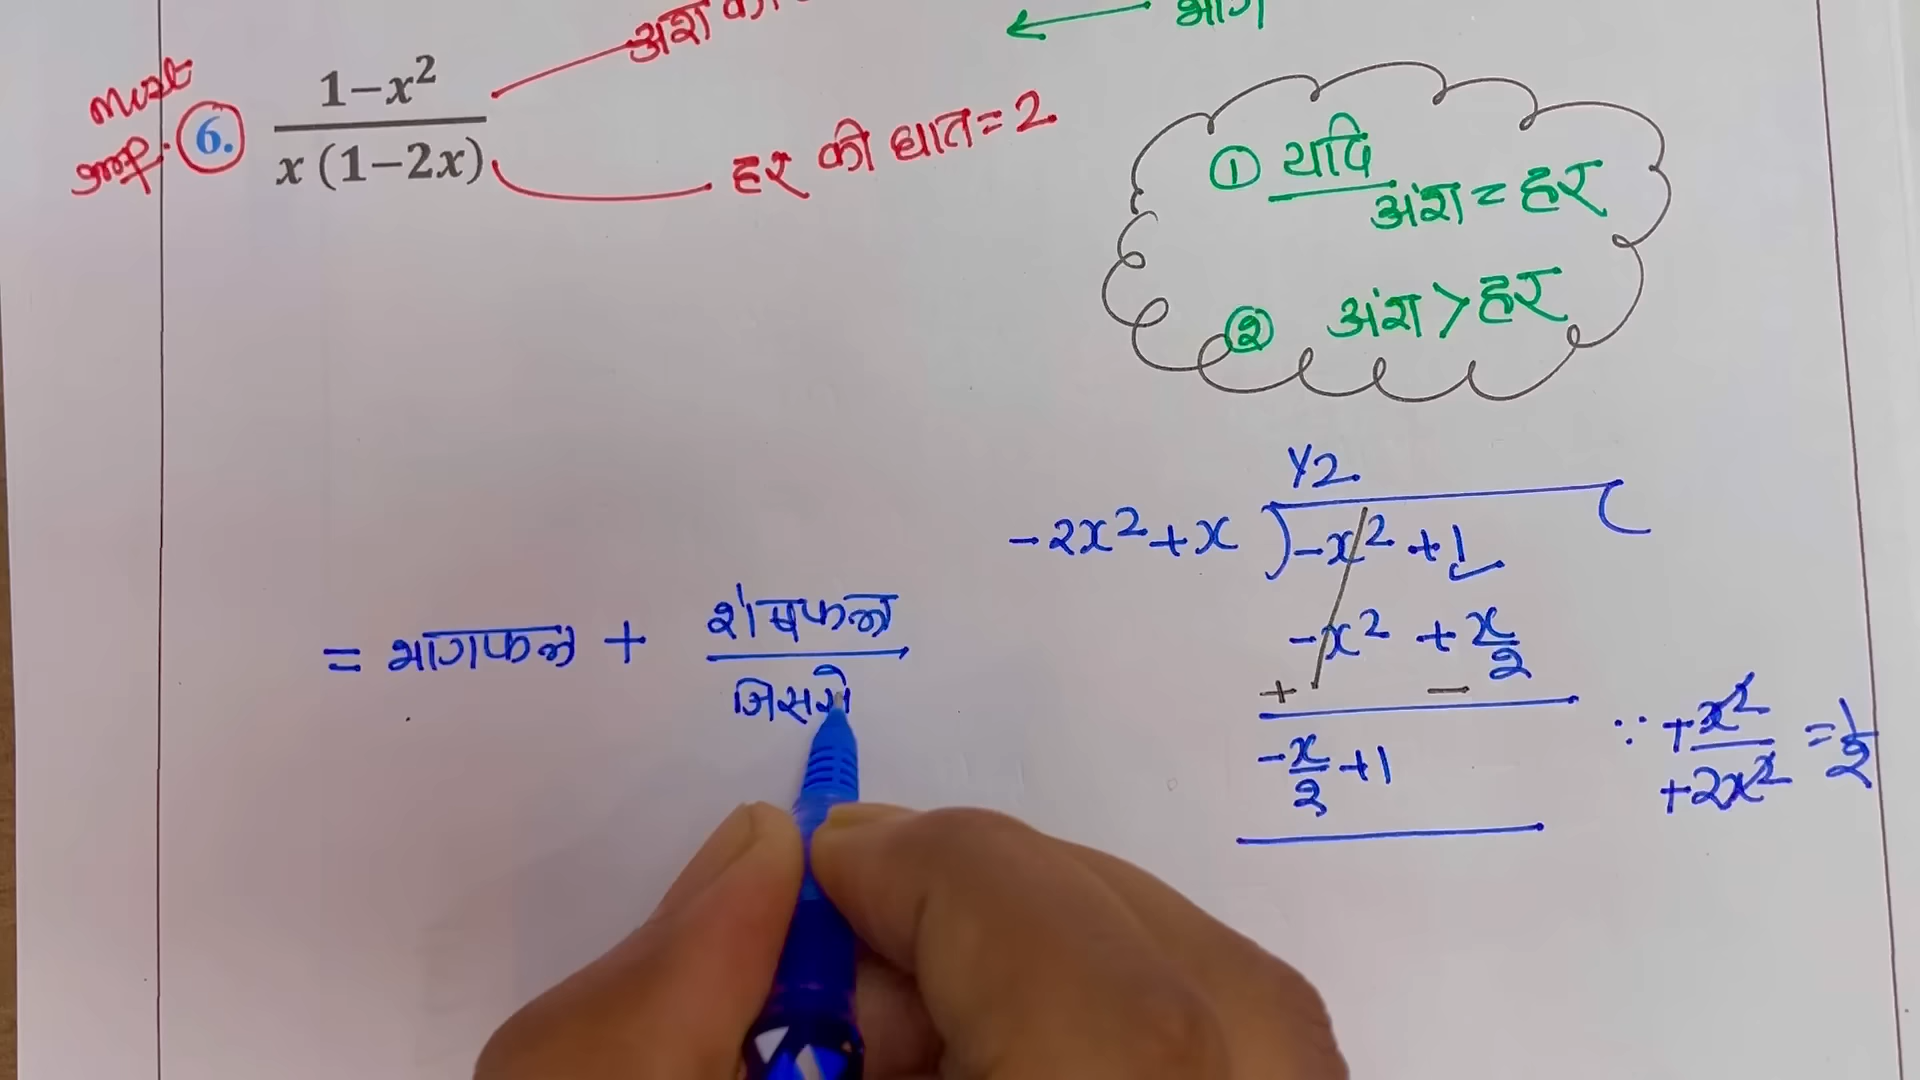 अंश की
भाग
most
Imp.
6. 1-x² / x(1-2x)
हर की घात = 2
① यदि
अंश = हर
② अंश > हर
1/2
-2x²+x ) -x² +1 (
-x² + x/2
+ -
-x/2 +1
∵ +x² / +2x² = 1/2
= भागफल + शेषफल / जिससे